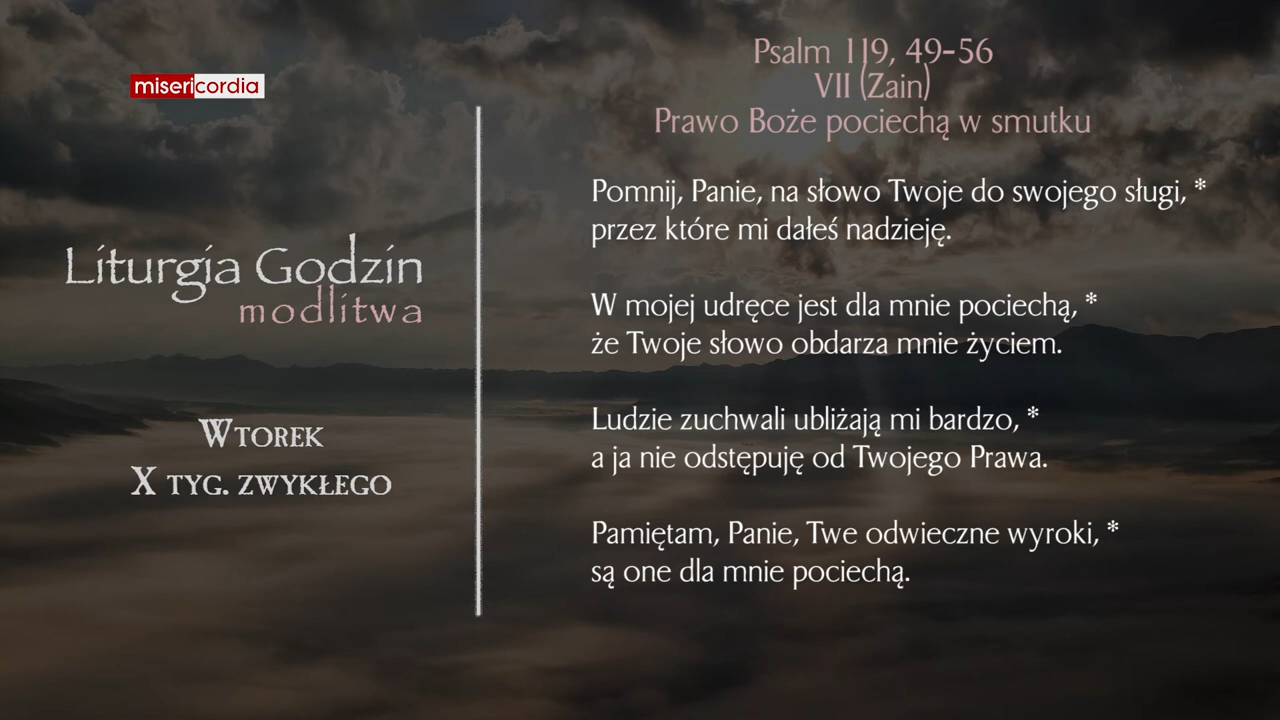 misericordia
Liturgia Godzin
modlitwa
Wtorek
X tyg. zwykłego
Psalm 119, 49-56
VII (Zain)
Prawo Boże pociechą w smutku
Pomnij, Panie, na słowo Twoje do swojego sługi, *
przez które mi dałeś nadzieję.
W mojej udręce jest dla mnie pociechą, *
że Twoje słowo obdarza mnie życiem.
Ludzie zuchwali ubliżają mi bardzo, *
a ja nie odstępuję od Twojego Prawa.
Pamiętam, Panie, Twe odwieczne wyroki, *
są one dla mnie pociechą.